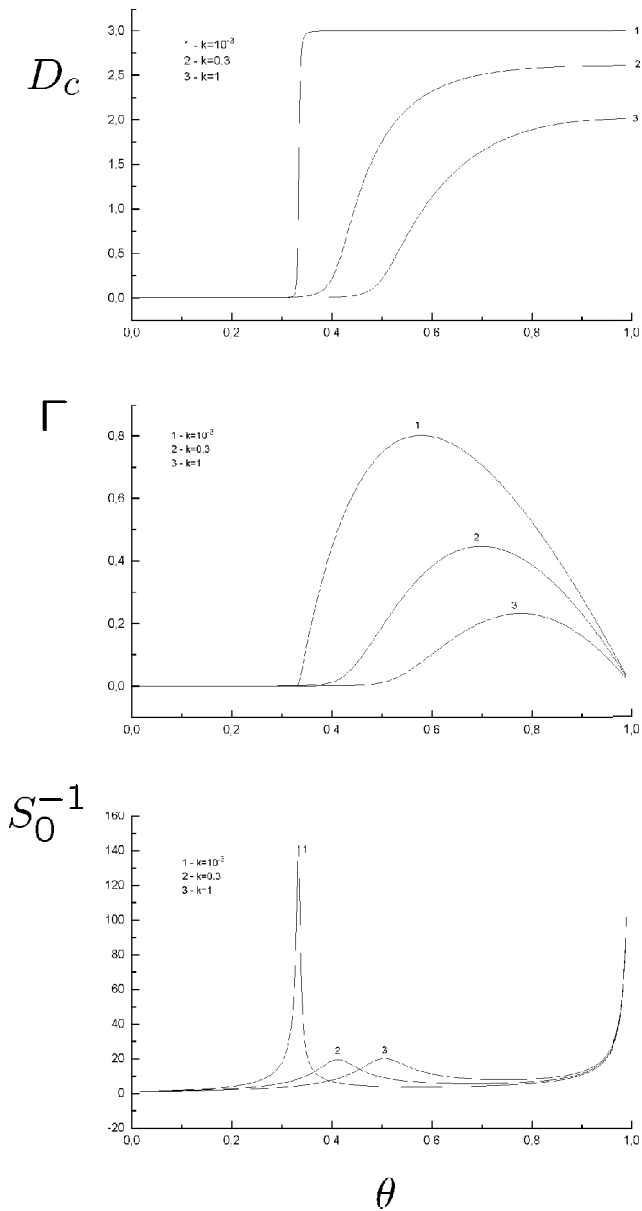 D_c
3,0
2,5
2,0
1,5
1,0
0,5
0,0
1 - k=10⁻³
2 - k=0.3
3 - k=1
1
2
3
0,0 0,2 0,4 0,6 0,8 1,0
Γ
0,8
0,6
0,4
0,2
0,0
1 - k=10⁻³
2 - k=0.3
3 - k=1
1
2
3
0,0 0,2 0,4 0,6 0,8 1,0
S₀⁻¹
160
140
120
100
80
60
40
20
0
-20
1 - k=10⁻³
2 - k=0.3
3 - k=1
1
2
3
0,0 0,2 0,4 0,6 0,8 1,0
θ